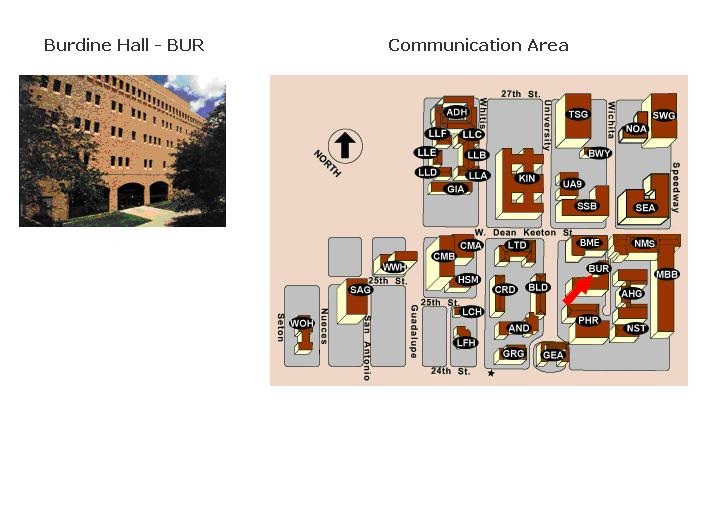 Burdine Hall - BUR
Communication Area
27th St.
ADH
Whitis
University
TSG
Wichita
SWG
NOA
LLF
LLC
LLE
LLB
BWY
LLD
LLA
GIA
KIN
UA9
SSB
SEA
Speedway
NORTH
W. Dean Keeton St
CMA
LTD
BME
NMS
CMB
WWH
BUR
MBB
25th St.
HSM
SAG
CRD
BLD
AHG
25th St.
LCH
WOH
PHR
AND
NST
LFH
GRG
GEA
Seton
Nueces
San Antonio
Guadalupe
24th St.